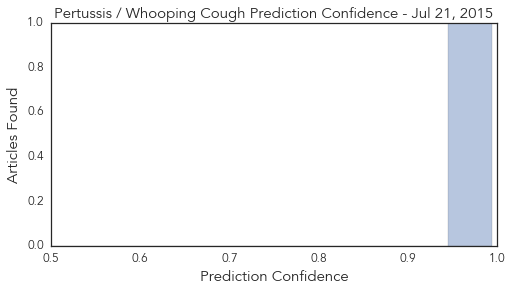 Pertussis / Whooping Cough Prediction Confidence - Jul 21, 2015
1.0
0.8
0.6
0.4
0.2
0.0
Articles Found
0.5 0.6 0.7 0.8 0.9 1.0
Prediction Confidence